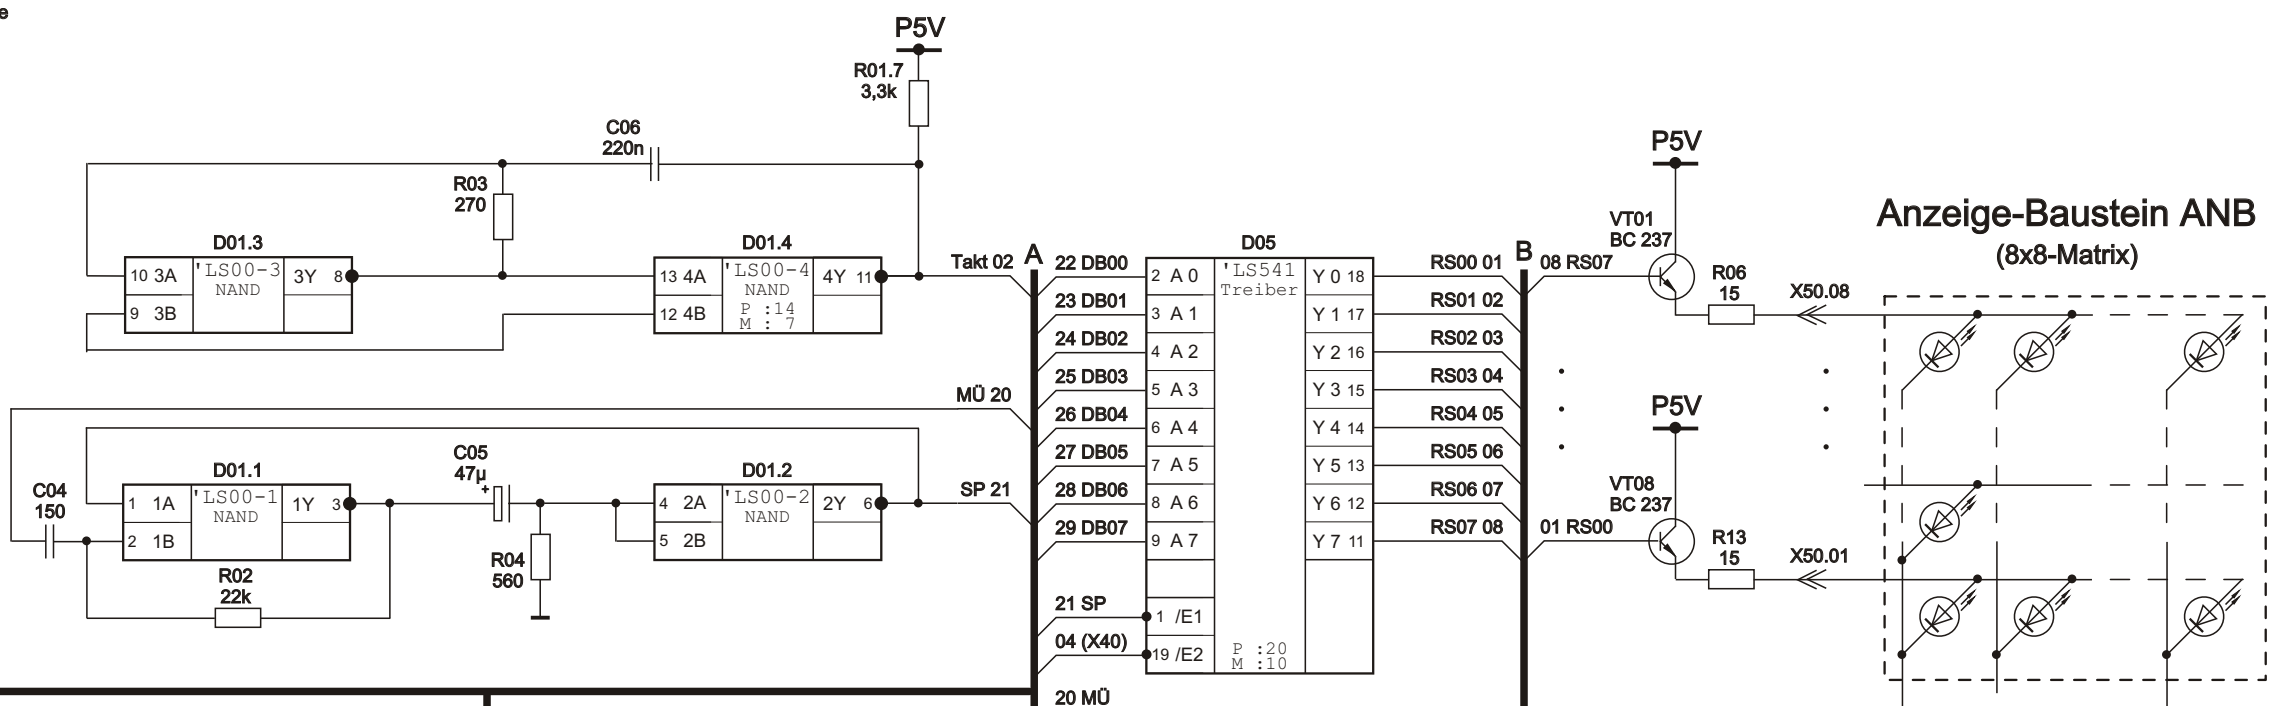 e
P5V
R01.7
3,3k
C06
220n
R03
270
D01.3
10 3A
'LS00-3
NAND
3Y 8
9 3B
D01.4
13 4A
'LS00-4
NAND
4Y 11
12 4B
P :14
M : 7
Takt 02
A
MÜ 20
C04
150
D01.1
1 1A
'LS00-1
NAND
1Y 3
2 1B
R02
22k
C05
47µ
+
R04
560
D01.2
4 2A
'LS00-2
NAND
2Y 6
5 2B
SP 21
22 DB00
23 DB01
24 DB02
25 DB03
26 DB04
27 DB05
28 DB06
29 DB07
21 SP
04 (X40)
20 MÜ
D05
'LS541
Treiber
2 A 0
3 A 1
4 A 2
5 A 3
6 A 4
7 A 5
8 A 6
9 A 7
1 /E1
19 /E2
P :20
M :10
Y 0 18
Y 1 17
Y 2 16
Y 3 15
Y 4 14
Y 5 13
Y 6 12
Y 7 11
RS00 01
RS01 02
RS02 03
RS03 04
RS04 05
RS05 06
RS06 07
RS07 08
B
08 RS07
01 RS00
P5V
VT01
BC 237
R06
15
X50.08
P5V
VT08
BC 237
R13
15
X50.01
Anzeige-Baustein ANB
(8x8-Matrix)